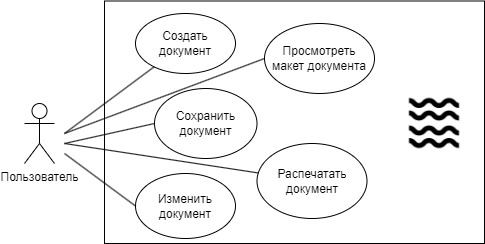 Создать
документ
Просмотреть
макет документа
Сохранить
документ
Пользователь
Распечатать
документ
Изменить
документ